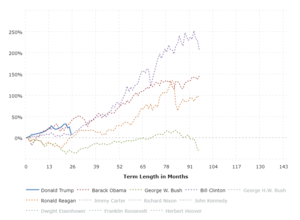 250%
200%
150%
100%
50%
0%
0 13 26 39 52 65 78 91 104 117 130 143
Term Length in Months
Donald Trump Barack Obama George W. Bush Bill Clinton George H.W. Bush
Ronald Reagan Jimmy Carter Richard Nixon John Kennedy
Dwight Eisenhower Franklin Roosevelt Herbert Hoover